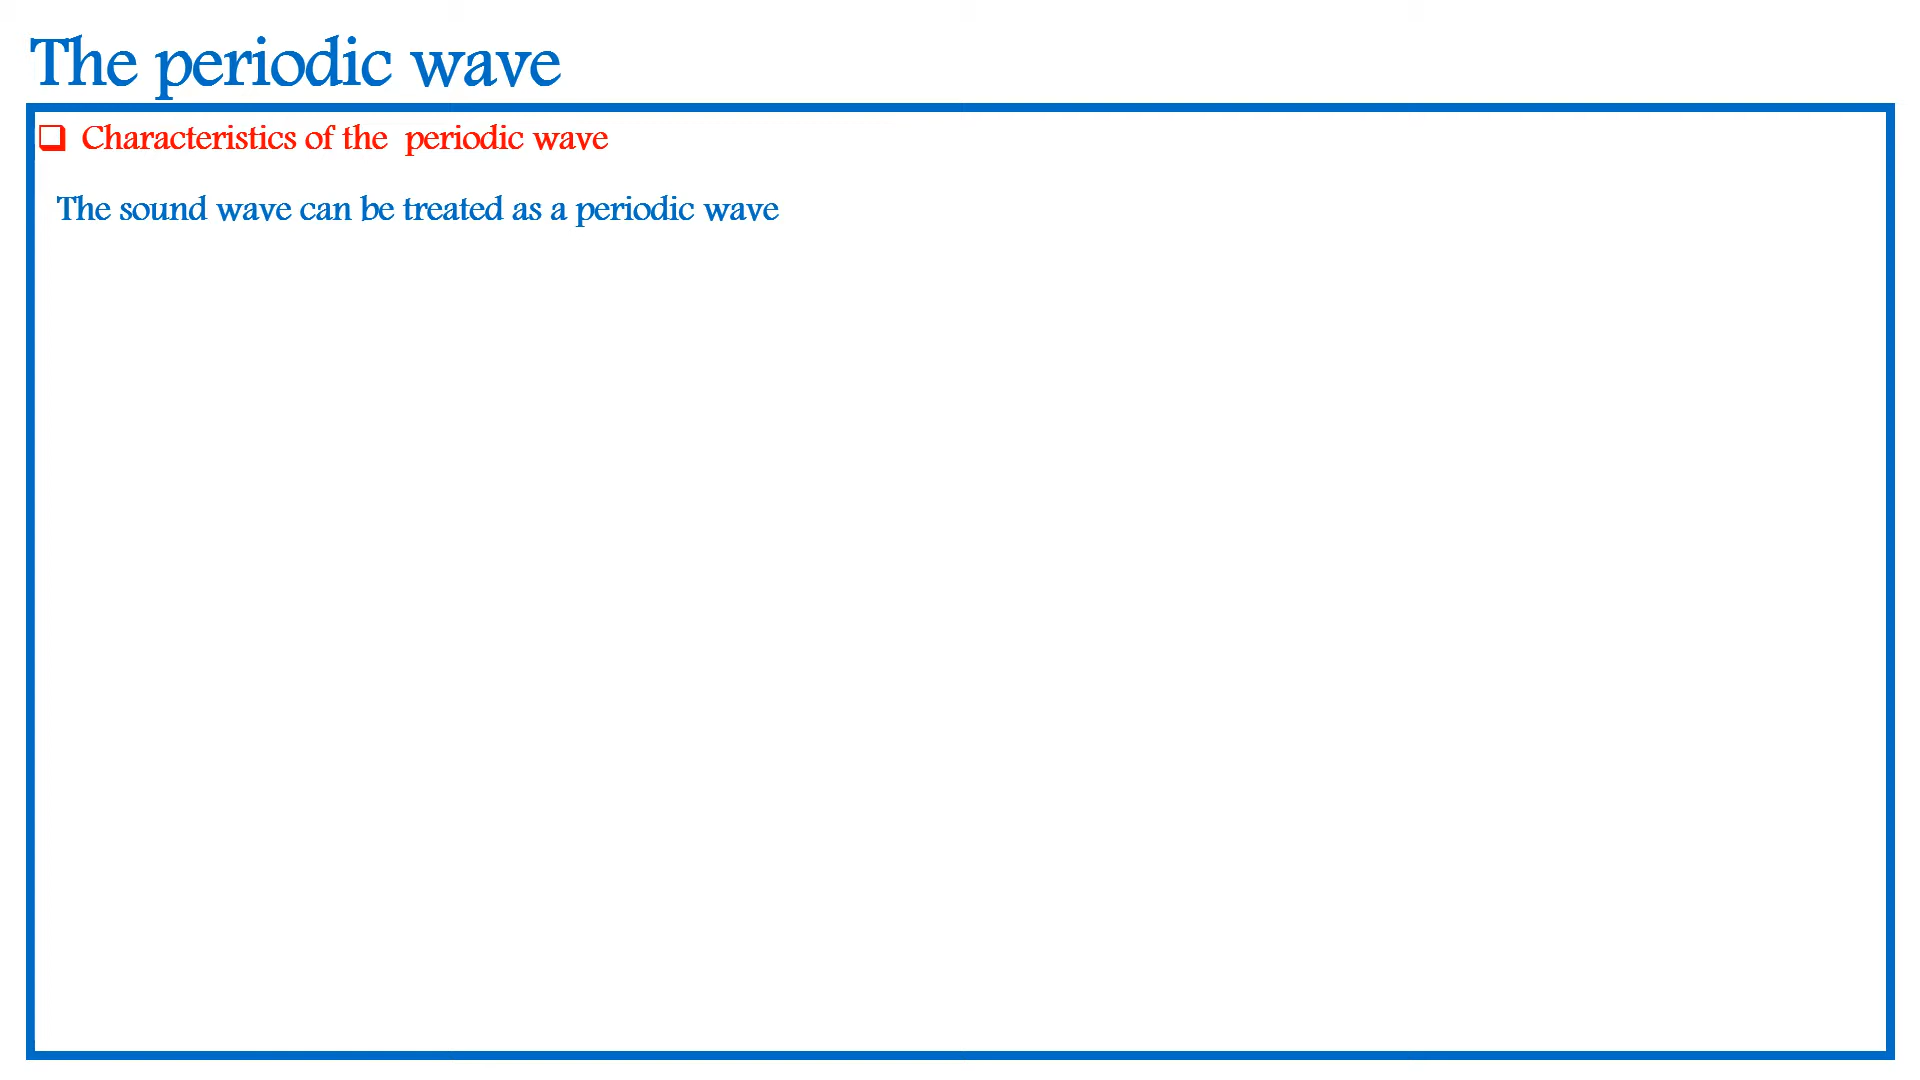 The periodic wave
❑ Characteristics of the  periodic wave
The sound wave can be treated as a periodic wave